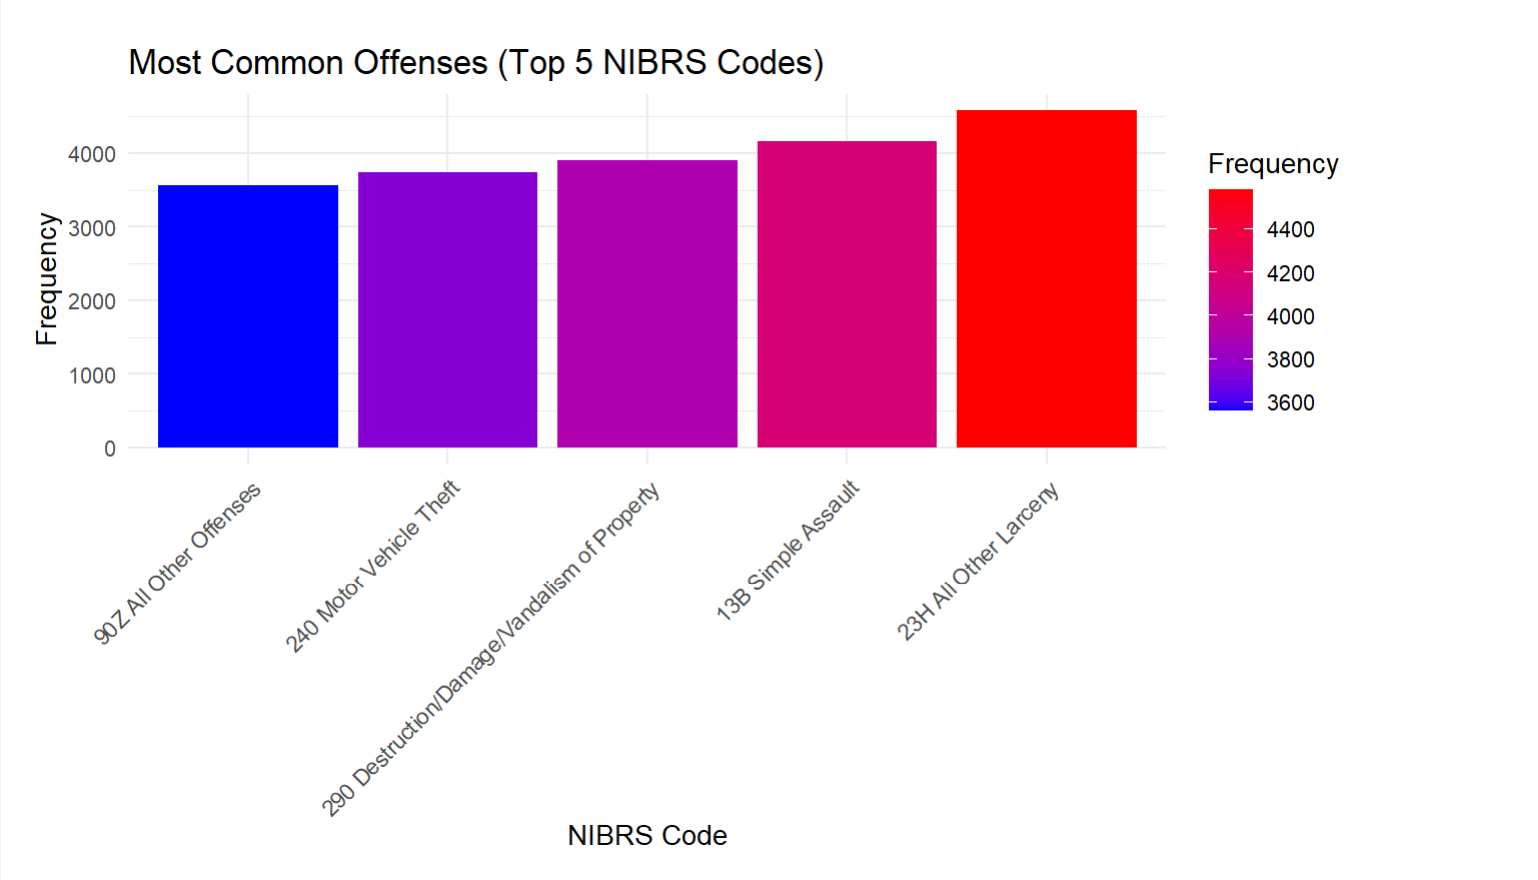 Most Common Offenses (Top 5 NIBRS Codes)
Frequency
4000
3000
2000
1000
0
90Z All Other Offenses
240 Motor Vehicle Theft
290 Destruction/Damage/Vandalism of Property
13B Simple Assault
23H All Other Larceny
NIBRS Code
Frequency
4400
4200
4000
3800
3600